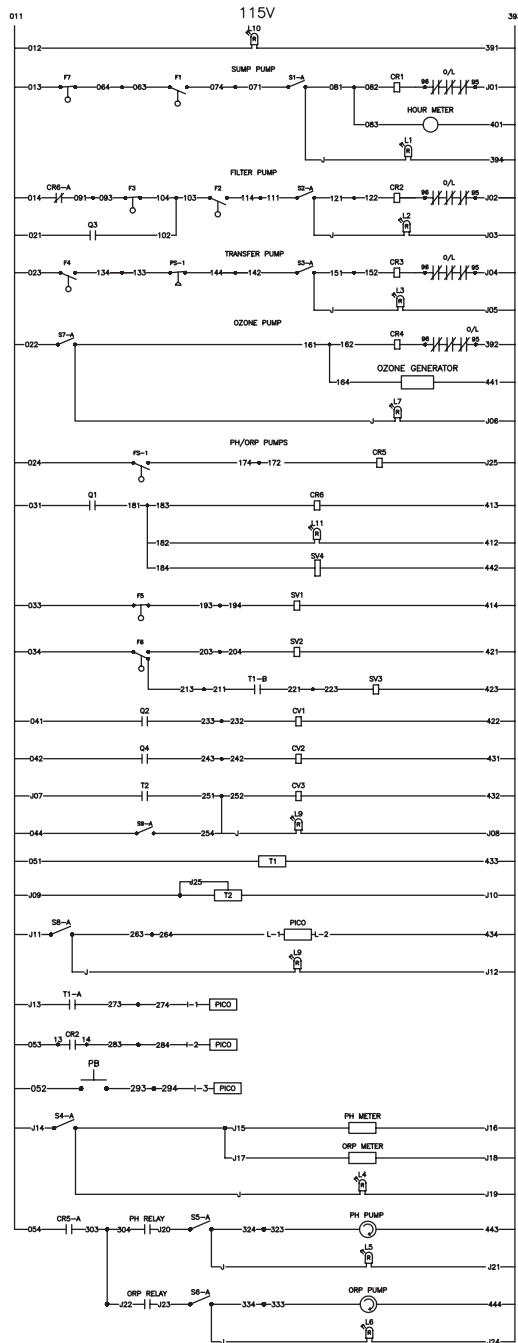 115V
011
392
L10
R
012
391
SUMP PUMP
F7
F1
S1-A
CR1
O/L
013
064
063
074
071
081
082
96
95
J01
HOUR METER
083
401
L1
R
J
394
FILTER PUMP
CR6-A
F3
F2
S2-A
CR2
O/L
014
091
093
104
103
114
111
121
122
96
95
J02
Q3
L2
R
021
102
J
J03
TRANSFER PUMP
F4
PS-1
S3-A
CR3
O/L
023
134
133
144
142
151
152
96
95
J04
L3
R
J
J05
OZONE PUMP
S7-A
CR4
O/L
022
161
162
96
95
392
OZONE GENERATOR
164
441
L7
R
J
J06
PH/ORP PUMPS
FS-1
CR5
024
174
172
J25
Q1
CR6
031
181
183
413
L11
R
182
412
SV4
184
442
F5
SV1
033
193
194
414
F6
SV2
034
203
204
421
T1-B
SV3
213
211
221
223
423
Q2
CV1
041
233
232
422
Q4
CV2
042
243
242
431
T2
CV3
J07
251
252
432
S9-A
L9
R
044
254
J
J08
051
T1
433
J25
J09
T2
J10
S8-A
PICO
J11
263
264
L-1
L-2
434
L9
R
J
J12
T1-A
J13
273
274
I-1
PICO
CR2
053
13
14
283
284
I-2
PICO
PB
052
293
294
I-3
PICO
S4-A
PH METER
J14
J15
J16
ORP METER
J17
J18
L4
R
J
J19
CR5-A
PH RELAY
S5-A
PH PUMP
054
303
304
J20
324
323
443
L5
R
J
J21
ORP RELAY
S6-A
ORP PUMP
J22
J23
334
333
444
L6
R
J
J24